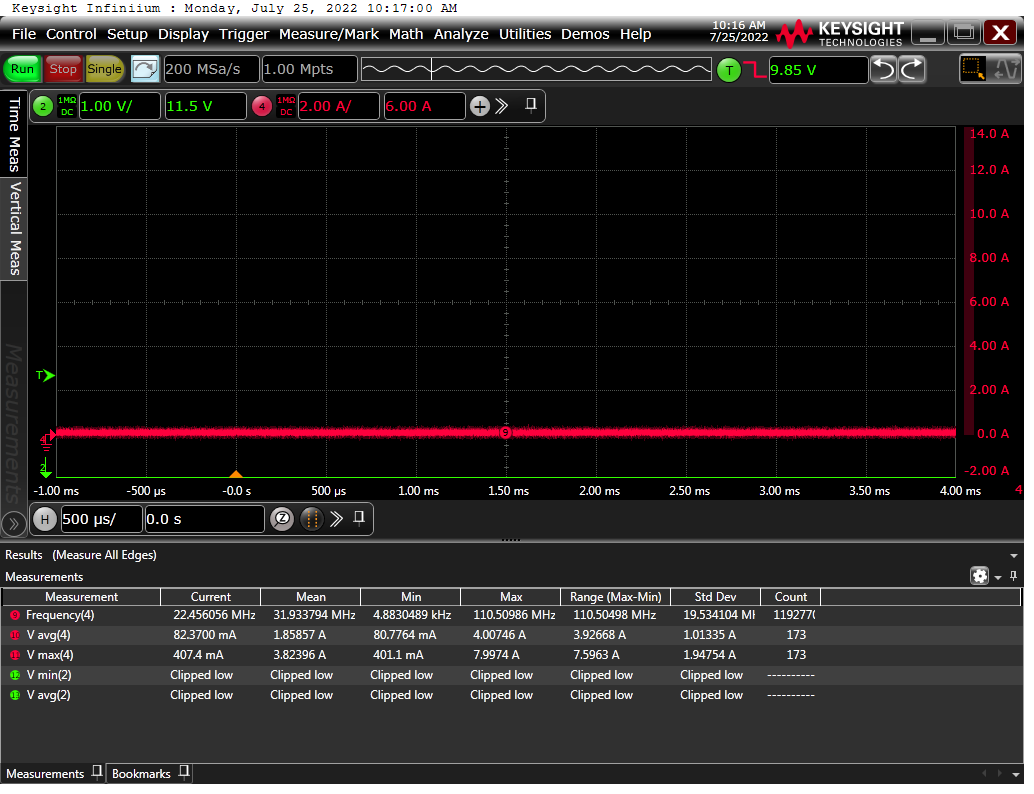 Keysight Infiniium : Monday, July 25, 2022 10:17:00 AM
File Control Setup Display Trigger Measure/Mark Math Analyze Utilities Demos Help
10:16 AM
7/25/2022
KEYSIGHT
TECHNOLOGIES
X
Run Stop Single 200 MSa/s 1.00 Mpts T 9.85 V
2 1MΩ DC 1.00 V/ 11.5 V 4 1MΩ DC 2.00 A/ 6.00 A
Time Meas
Vertical Meas
Measurements
14.0 A
12.0 A
10.0 A
8.00 A
6.00 A
4.00 A
2.00 A
0.0 A
-2.00 A
T
4
2
9
-1.00 ms -500 µs -0.0 s 500 µs 1.00 ms 1.50 ms 2.00 ms 2.50 ms 3.00 ms 3.50 ms 4.00 ms 4
H 500 µs/ 0.0 s Z
Results (Measure All Edges)
Measurements
Measurement Current Mean Min Max Range (Max-Min) Std Dev Count
9 Frequency(4) 22.456056 MHz 31.933794 MHz 4.8830489 kHz 110.50986 MHz 110.50498 MHz 19.534104 MH 1192770
10 V avg(4) 82.3700 mA 1.85857 A 80.7764 mA 4.00746 A 3.92668 A 1.01335 A 173
11 V max(4) 407.4 mA 3.82396 A 401.1 mA 7.9974 A 7.5963 A 1.94754 A 173
12 V min(2) Clipped low Clipped low Clipped low Clipped low Clipped low Clipped low ----------
13 V avg(2) Clipped low Clipped low Clipped low Clipped low Clipped low Clipped low ----------
Measurements Bookmarks